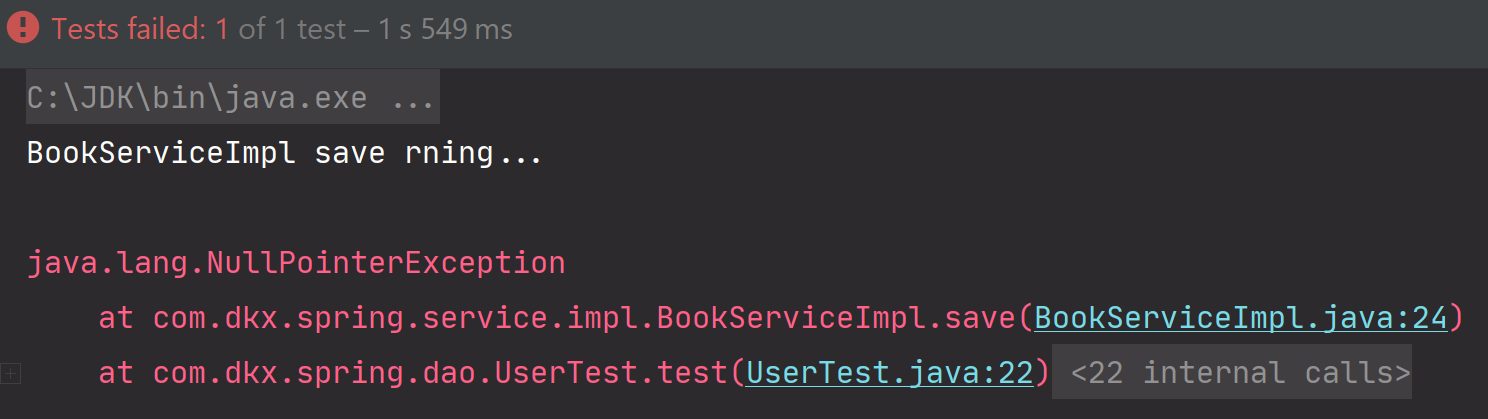 Tests failed: 1 of 1 test – 1 s 549 ms
C:\JDK\bin\java.exe ...
BookServiceImpl save rning...
java.lang.NullPointerException
at com.dkx.spring.service.impl.BookServiceImpl.save(BookServiceImpl.java:24)
at com.dkx.spring.dao.UserTest.test(UserTest.java:22) <22 internal calls>